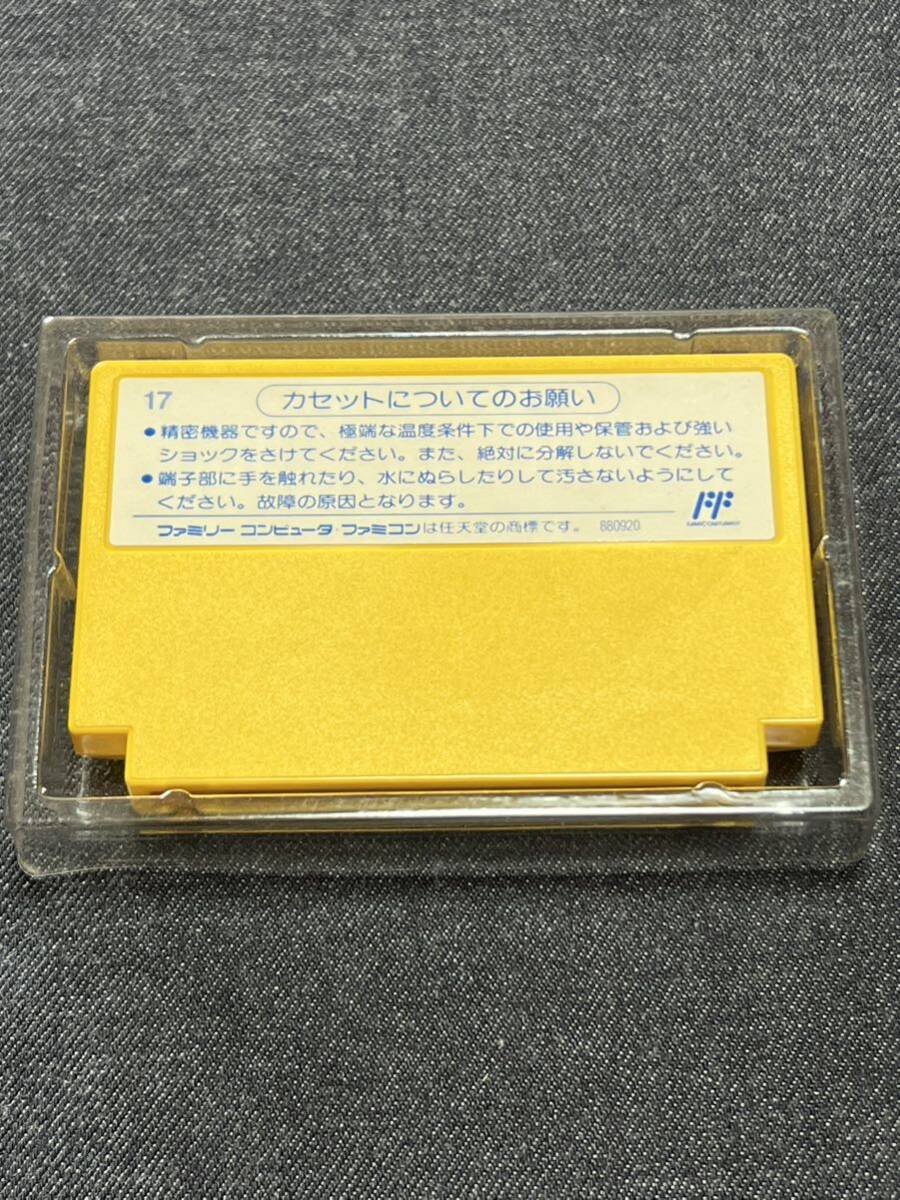 17
カセットについてのお願い
●精密機器ですので、極端な温度条件下での使用や保管および強い
ショックをさけてください。また、絶対に分解しないでください。
●端子部に手を触れたり、水にぬらしたりして汚さないようにして
ください。故障の原因となります。
ファミリー コンピュータ・ファミコンは任天堂の商標です。 880920